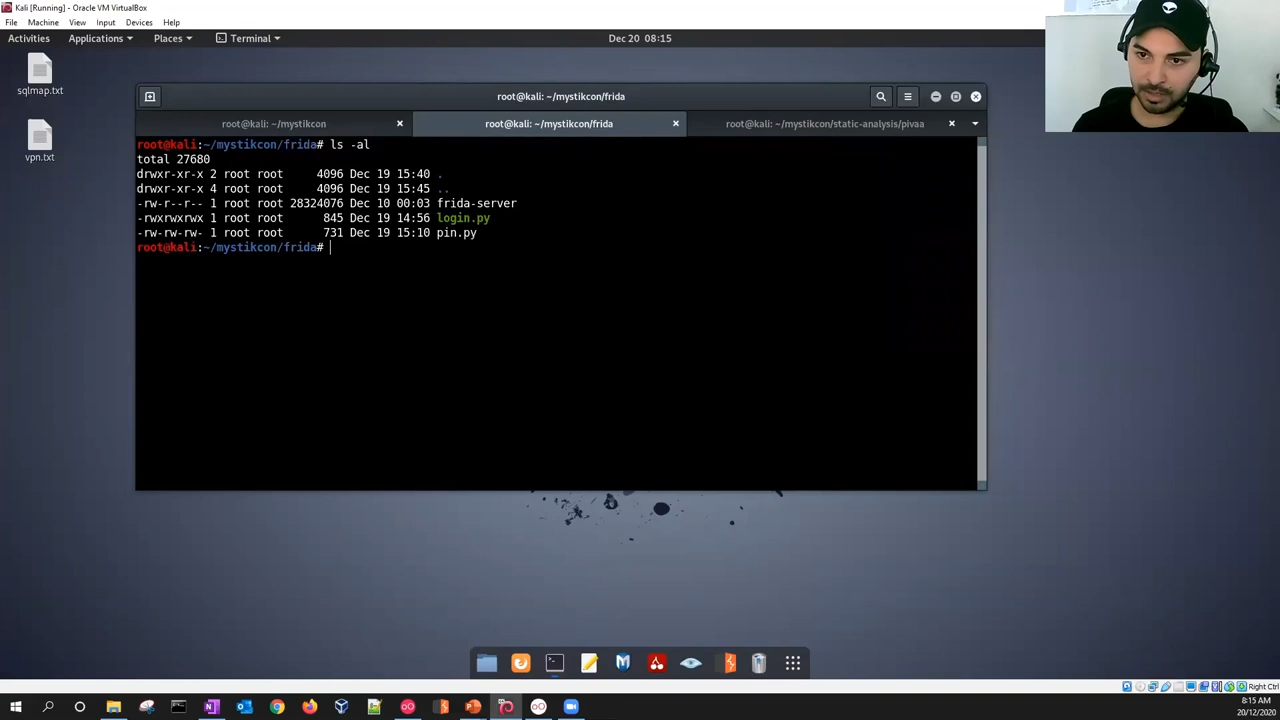 Kali [Running] - Oracle VM VirtualBox
File Machine View Input Devices Help
Activities Applications Places Terminal Dec 20 08:15
sqlmap.txt
vpn.txt
root@kali: ~/mystikcon/frida
root@kali: ~/mystikcon root@kali: ~/mystikcon/frida root@kali: ~/mystikcon/static-analysis/pivaa
root@kali:~/mystikcon/frida# ls -al
total 27680
drwxr-xr-x 2 root root 4096 Dec 19 15:40 .
drwxr-xr-x 4 root root 4096 Dec 19 15:45 ..
-rw-r--r-- 1 root root 28324076 Dec 10 00:03 frida-server
-rwxrwxrwx 1 root root 845 Dec 19 14:56 login.py
-rw-rw-rw- 1 root root 731 Dec 19 15:10 pin.py
root@kali:~/mystikcon/frida#
Right Ctrl
8:15 AM
20/12/2020